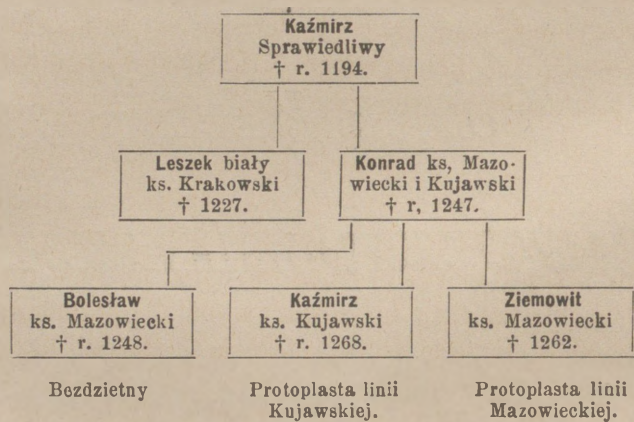 Kaźmirz
Sprawiedliwy
† r. 1194.
Leszek biały
ks. Krakowski
† 1227.
Konrad ks, Mazo-
wiecki i Kujawski
† r, 1247.
Bolesław
ks. Mazowiecki
† r. 1248.
Kaźmirz
ks. Kujawski
† r. 1268.
Ziemowit
ks. Mazowiecki
† 1262.
Bezdzietny
Protoplasta linii
Kujawskiej.
Protoplasta linii
Mazowieckiej.